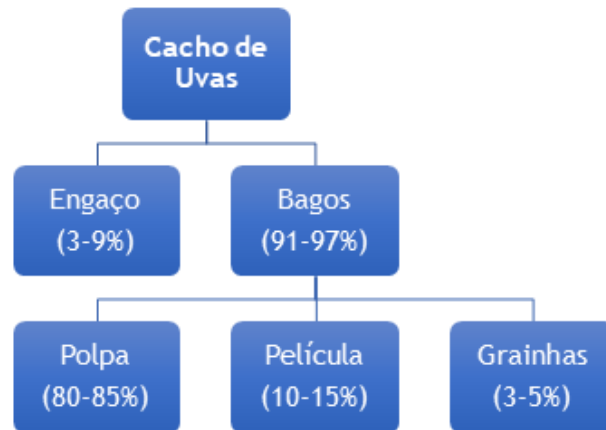 Cacho de
Uvas
Engaço
(3-9%)
Bagos
(91-97%)
Polpa
(80-85%)
Película
(10-15%)
Grainhas
(3-5%)